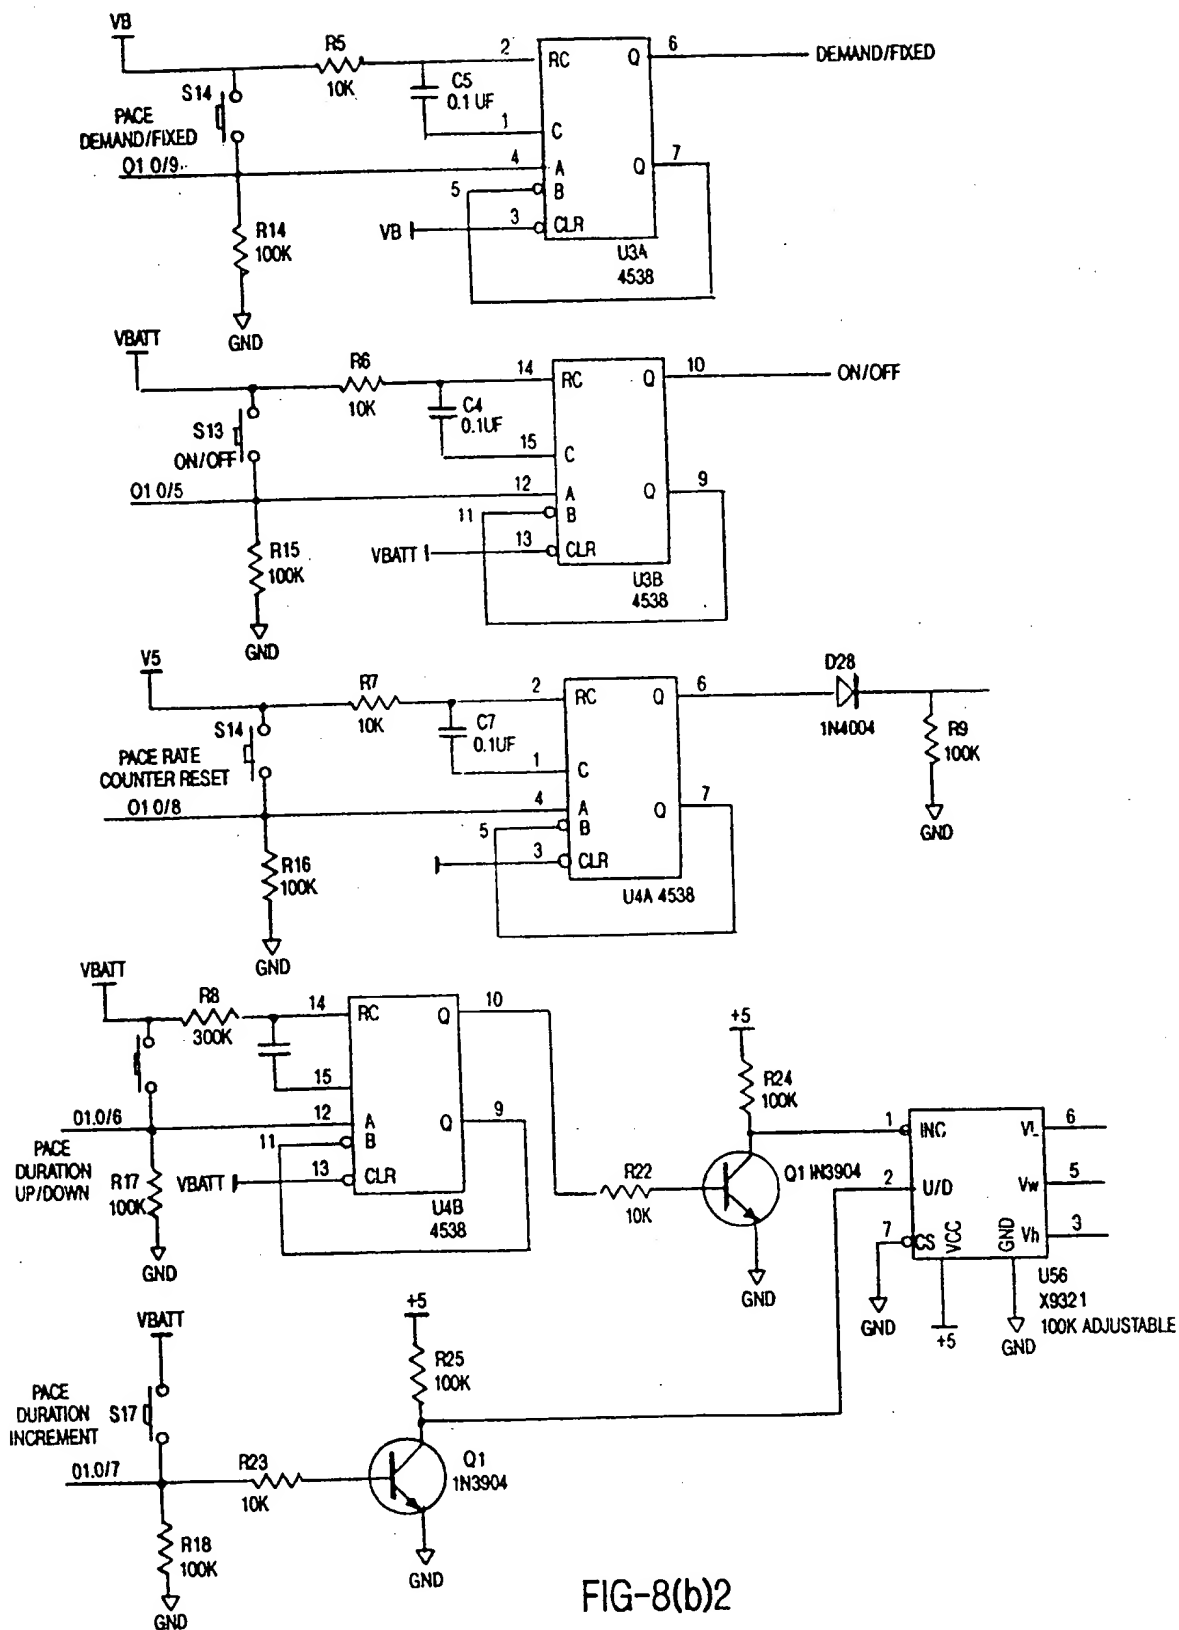 VB
R5
10K
S14
PACE
DEMAND/FIXED
01 0/9
C5
0.1 UF
2
1
4
5
3
RC
C
A
B
CLR
Q
Q
6
7
DEMAND/FIXED
VB
R14
100K
GND
U3A
4538
VBATT
R6
10K
S13
ON/OFF
01 0/5
C4
0.1UF
14
15
12
11
13
RC
C
A
B
CLR
Q
Q
10
9
ON/OFF
VBATT
R15
100K
GND
U3B
4538
V5
R7
10K
S14
PACE RATE
COUNTER RESET
01 0/8
C7
0.1UF
2
1
4
5
3
RC
C
A
B
CLR
Q
Q
6
7
D28
1N4004
R9
100K
GND
R16
100K
GND
U4A 4538
VBATT
R8
300K
14
15
12
11
13
RC
A
B
CLR
Q
Q
10
9
01.0/6
PACE
DURATION
UP/DOWN
R17
100K
VBATT
GND
U4B
4538
+5
R24
100K
R22
10K
Q1 IN3904
GND
1
2
7
INC
U/D
CS
VCC
GND
VL
Vw
Vh
6
5
3
GND
+5
GND
U56
X9321
100K ADJUSTABLE
VBATT
PACE
DURATION
INCREMENT
S17
01.0/7
R23
10K
+5
R25
100K
Q1
1N3904
R18
100K
GND
GND
FIG-8(b)2